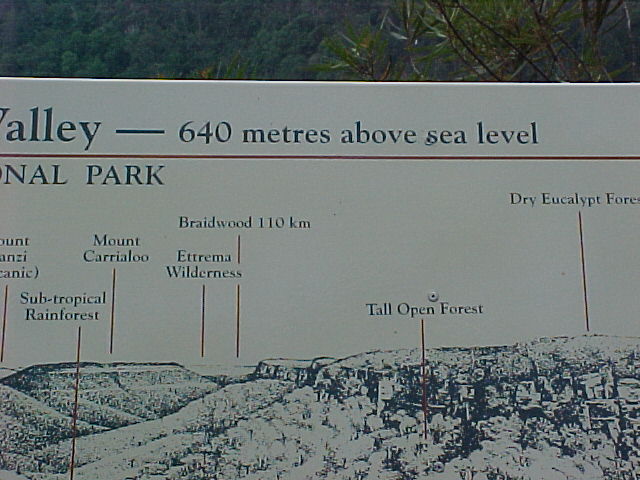 Valley — 640 metres above sea level
ONAL PARK
Dry Eucalypt Fores
Braidwood 110 km
ount
anzi
canic)
Mount
Carrialoo
Ettrema
Wilderness
Sub-tropical
Rainforest
Tall Open Forest